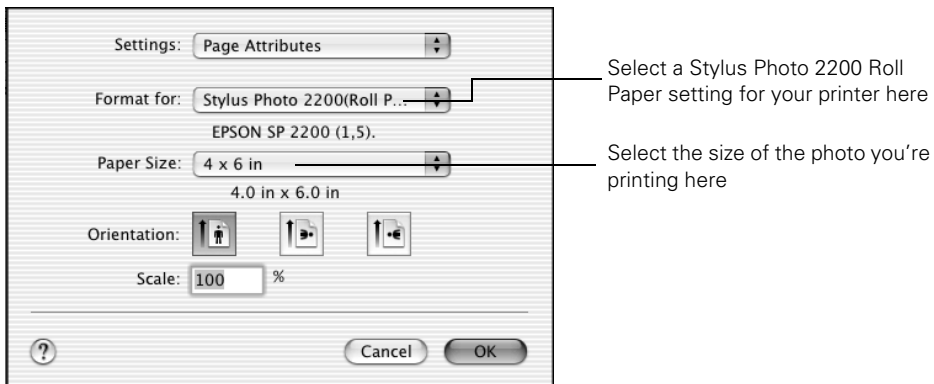 Settings: Page Attributes
Format for: Stylus Photo 2200(Roll P...
EPSON SP 2200 (1,5).
Paper Size: 4 x 6 in
4.0 in x 6.0 in
Orientation:
Scale: 100 %
? Cancel OK
Select a Stylus Photo 2200 Roll
Paper setting for your printer here
Select the size of the photo you're
printing here